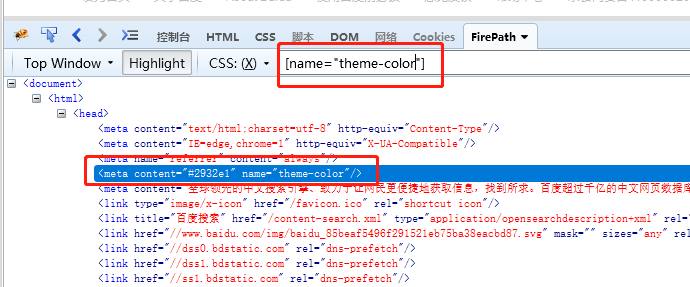 控制台 HTML CSS 脚本 DOM 网络 Cookies FirePath
Top Window Highlight CSS: (X) [name="theme-color"]
<document>
<html>
<head>
<meta content="text/html;charset=utf-8" http-equiv="Content-Type"/>
<meta content="IE=edge,chrome=1" http-equiv="X-UA-Compatible"/>
<meta name="referrer" content="always"/>
<meta content="#2932e1" name="theme-color"/>
<meta content="全球领先的中文搜索引擎、致力于让网民更便捷地获取信息，找到所求。百度超过千亿的中文网页数据库
<link type="image/x-icon" href="/favicon.ico" rel="shortcut icon"/>
<link title="百度搜索" href="/content-search.xml" type="application/opensearchdescription+xml" rel=
<link href="//www.baidu.com/img/baidu_85beaf5496f291521eb75ba38eacbd87.svg" mask="" sizes="any" rel
<link href="//dss0.bdstatic.com" rel="dns-prefetch"/>
<link href="//dss1.bdstatic.com" rel="dns-prefetch"/>
<link href="//ss1.bdstatic.com" rel="dns-prefetch"/>